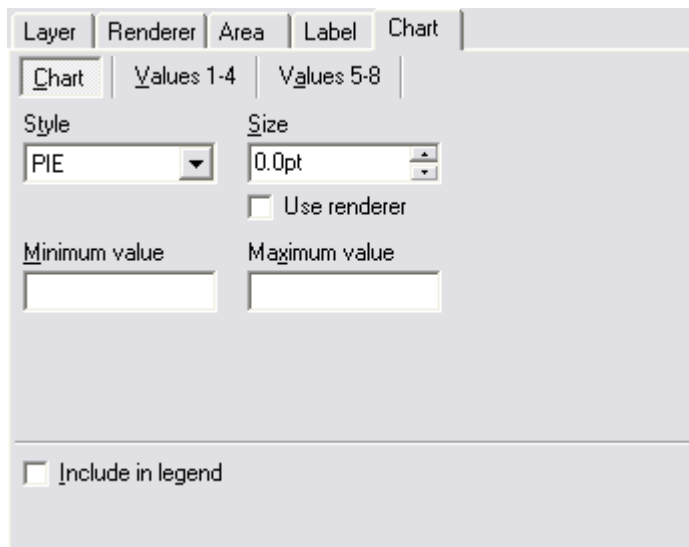 Layer Renderer Area Label Chart
Chart Values 1-4 Values 5-8
Style Size
PIE 0.0pt
Use renderer
Minimum value Maximum value
Include in legend